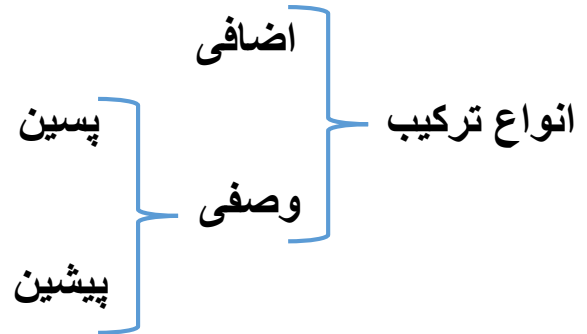 انواع ترکیب
اضافی
وصفی
پسین
پیشین